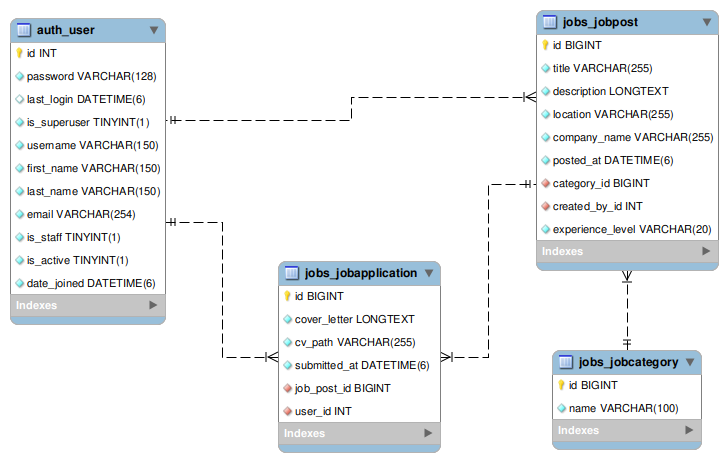 auth_user
id INT
password VARCHAR(128)
last_login DATETIME(6)
is_superuser TINYINT(1)
username VARCHAR(150)
first_name VARCHAR(150)
last_name VARCHAR(150)
email VARCHAR(254)
is_staff TINYINT(1)
is_active TINYINT(1)
date_joined DATETIME(6)
Indexes
jobs_jobpost
id BIGINT
title VARCHAR(255)
description LONGTEXT
location VARCHAR(255)
company_name VARCHAR(255)
posted_at DATETIME(6)
category_id BIGINT
created_by_id INT
experience_level VARCHAR(20)
Indexes
jobs_jobapplication
id BIGINT
cover_letter LONGTEXT
cv_path VARCHAR(255)
submitted_at DATETIME(6)
job_post_id BIGINT
user_id INT
Indexes
jobs_jobcategory
id BIGINT
name VARCHAR(100)
Indexes